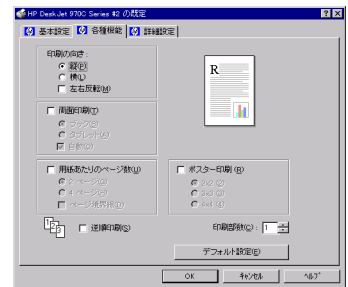 HP DeskJet 970C Series #2 の既定
基本設定 各種機能 詳細設定
印刷の向き:
縦(P)
横(L)
左右反転(M)
R
両面印刷(T)
ブック(B)
タブレット(A)
自動(O)
用紙あたりのページ数(U)
2 ページ(G)
4 ページ(E)
ページ境界線(D)
ポスター印刷(R)
2x2 (2)
3x3 (3)
4x4 (4)
1 2 3
逆順印刷(S)
印刷部数(C): 1
デフォルト設定(E)
OK キャンセル ヘルプ